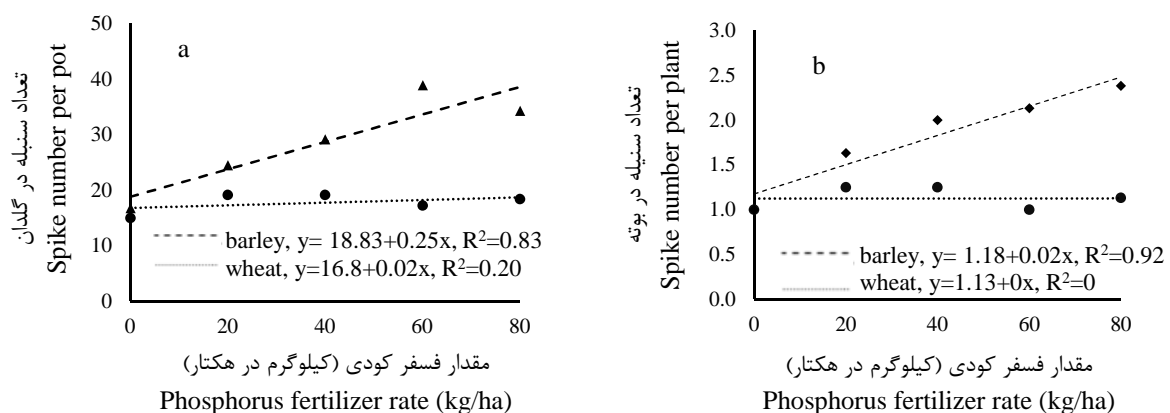 a
50
40
30
20
10
0
تعداد سنبله در گلدان
Spike number per pot
barley, y= 18.83+0.25x, R²=0.83
wheat, y=16.8+0.02x, R²=0.20
0 20 40 60 80
مقدار فسفر کودی (کیلوگرم در هکتار)
Phosphorus fertilizer rate (kg/ha)
b
3.0
2.5
2.0
1.5
1.0
0.5
0.0
تعداد سنبله در بوته
Spike number per plant
barley, y= 1.18+0.02x, R²=0.92
wheat, y=1.13+0x, R²=0
0 20 40 60 80
مقدار فسفر کودی (کیلوگرم در هکتار)
Phosphorus fertilizer rate (kg/ha)